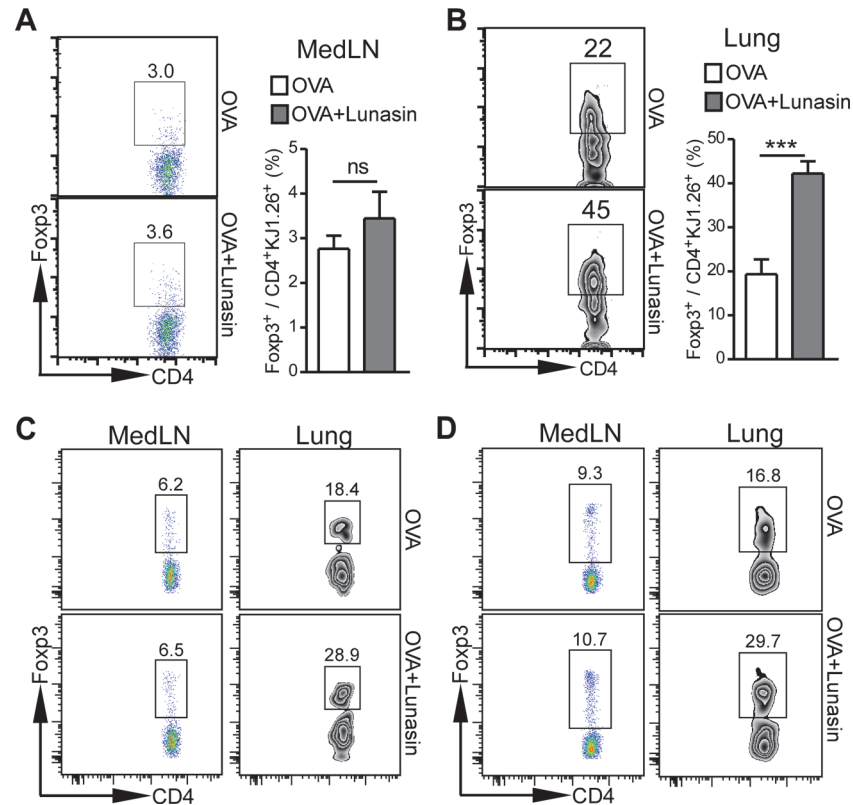 A
3.0
OVA
3.6
OVA+Lunasin
Foxp3
CD4
MedLN
OVA
OVA+Lunasin
Foxp3+ / CD4+KJ1.26+ (%)
5
4
3
2
1
0
ns
B
22
OVA
45
OVA+Lunasin
Foxp3
CD4
Lung
OVA
OVA+Lunasin
Foxp3+ / CD4+KJ1.26+ (%)
50
40
30
20
10
0
***
C
MedLN
Lung
6.2
18.4
OVA
6.5
28.9
OVA+Lunasin
Foxp3
CD4
D
MedLN
Lung
9.3
16.8
OVA
10.7
29.7
OVA+Lunasin
Foxp3
CD4